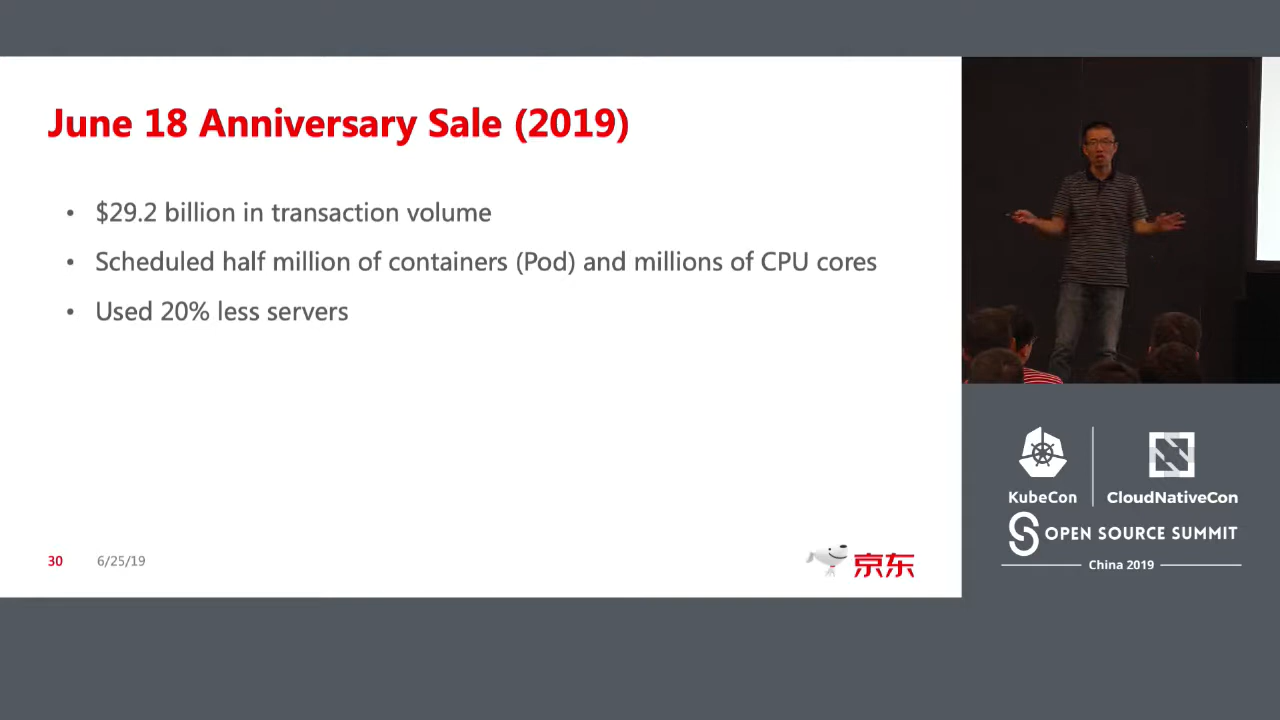 June 18 Anniversary Sale (2019)
• $29.2 billion in transaction volume
• Scheduled half million of containers (Pod) and millions of CPU cores
• Used 20% less servers
30 6/25/19
京东
KubeCon CloudNativeCon
OPEN SOURCE SUMMIT
China 2019